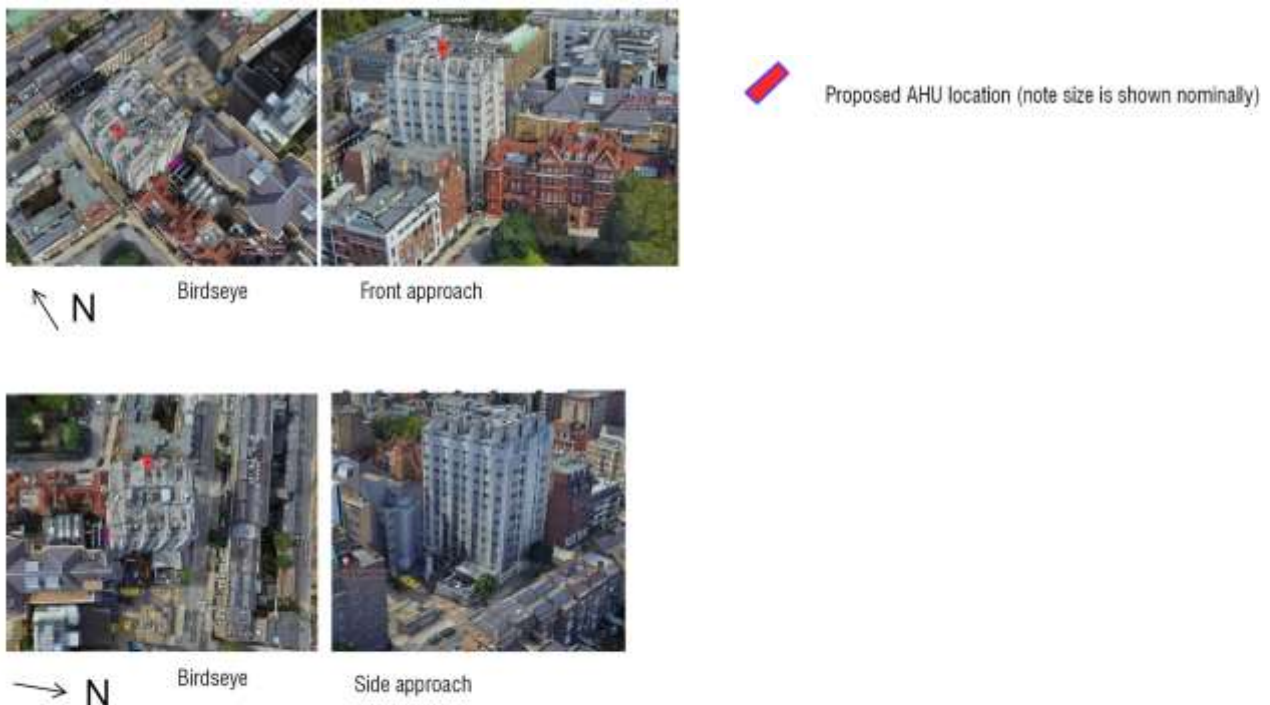 Proposed AHU location (note size is shown nominally)
Birdseye
Front approach
N
Birdseye
Side approach
N